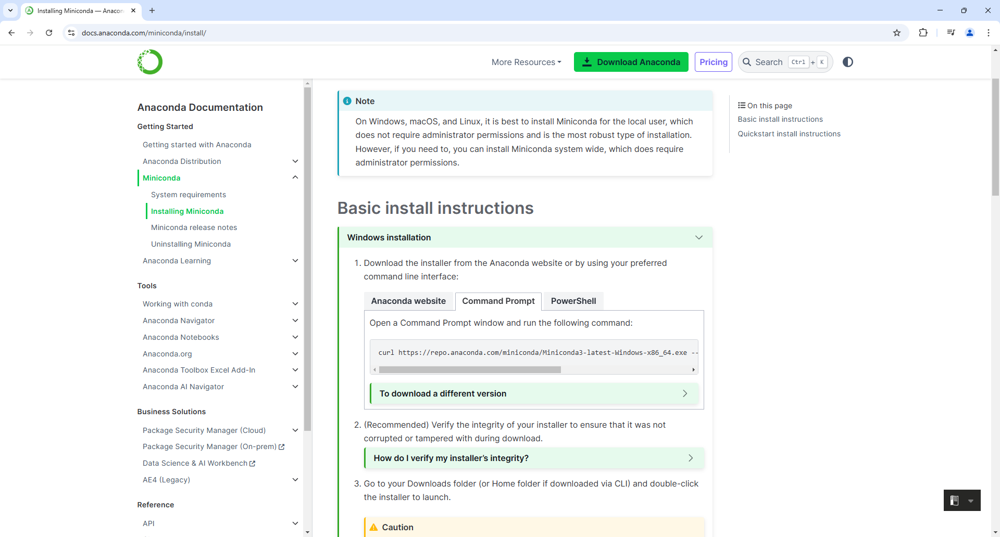 Installing Miniconda — Anacon
docs.anaconda.com/miniconda/install/
More Resources
Download Anaconda
Pricing
Search Ctrl + K
Anaconda Documentation
Getting Started
Getting started with Anaconda
Anaconda Distribution
Miniconda
System requirements
Installing Miniconda
Miniconda release notes
Uninstalling Miniconda
Anaconda Learning
Tools
Working with conda
Anaconda Navigator
Anaconda Notebooks
Anaconda.org
Anaconda Toolbox Excel Add-In
Anaconda AI Navigator
Business Solutions
Package Security Manager (Cloud)
Package Security Manager (On-prem)
Data Science & AI Workbench
AE4 (Legacy)
Reference
API
Note
On Windows, macOS, and Linux, it is best to install Miniconda for the local user, which
does not require administrator permissions and is the most robust type of installation.
However, if you need to, you can install Miniconda system wide, which does require
administrator permissions.
Basic install instructions
Windows installation
1. Download the installer from the Anaconda website or by using your preferred
command line interface:
Anaconda website
Command Prompt
PowerShell
Open a Command Prompt window and run the following command:
curl https://repo.anaconda.com/miniconda/Miniconda3-latest-Windows-x86_64.exe --
To download a different version
2. (Recommended) Verify the integrity of your installer to ensure that it was not
corrupted or tampered with during download.
How do I verify my installer’s integrity?
3. Go to your Downloads folder (or Home folder if downloaded via CLI) and double-click
the installer to launch.
Caution
On this page
Basic install instructions
Quickstart install instructions